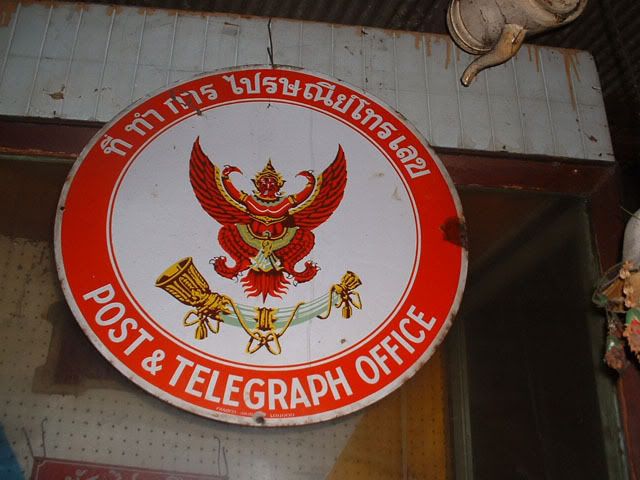 ที่ ทำ การ ไปรษณีย์โทรเลข
POST & TELEGRAPH OFFICE